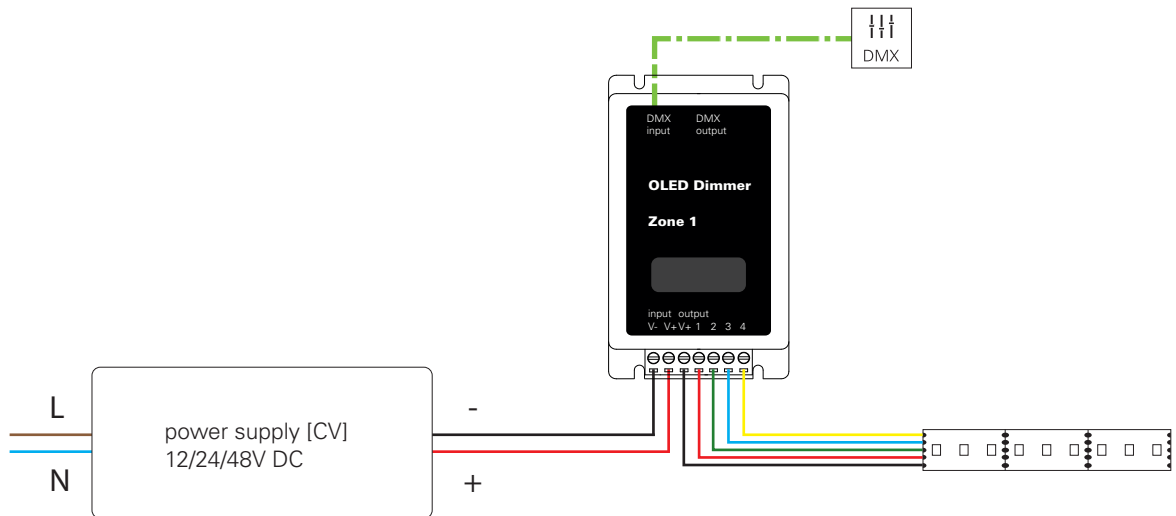 DMX
DMX DMX
input output
OLED Dimmer
Zone 1
input output
V- V+ V+ 1 2 3 4
L
N
power supply [CV]
12/24/48V DC
-
+